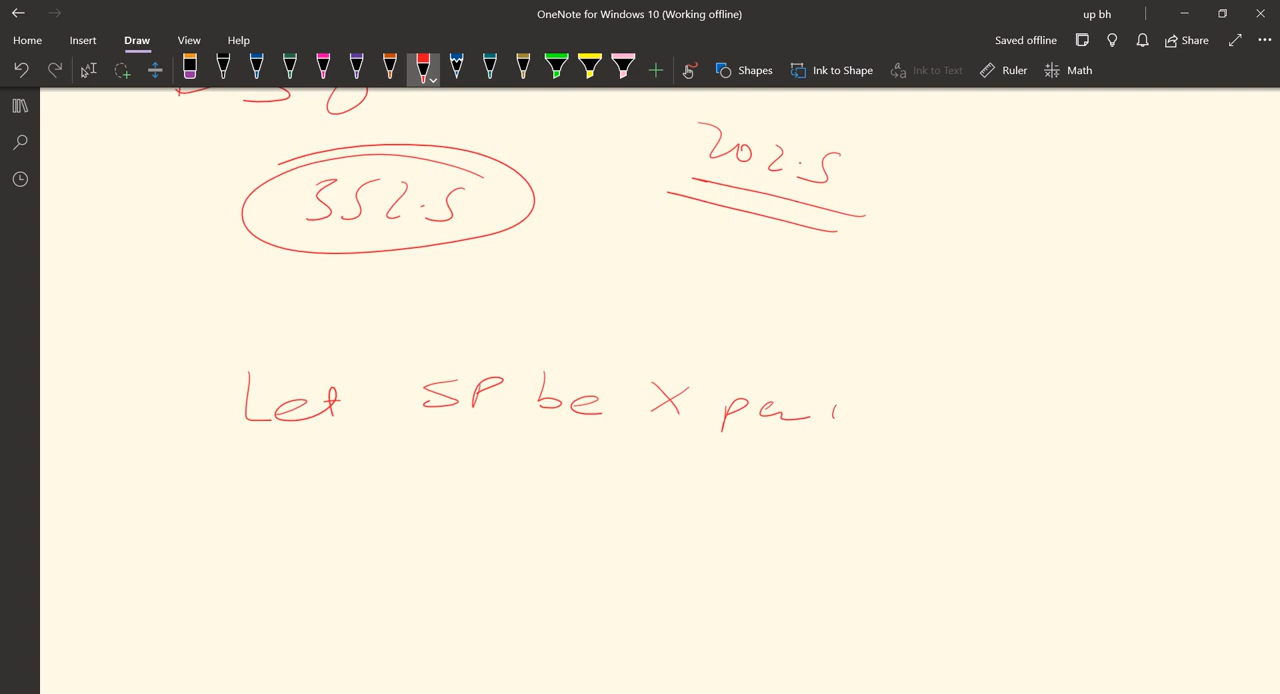 OneNote for Windows 10 (Working offline)
up bh
Home Insert Draw View Help
Saved offline
Share
Shapes
Ink to Shape
Ink to Text
Ruler
Math
352.5
202.5
Let SP be x per